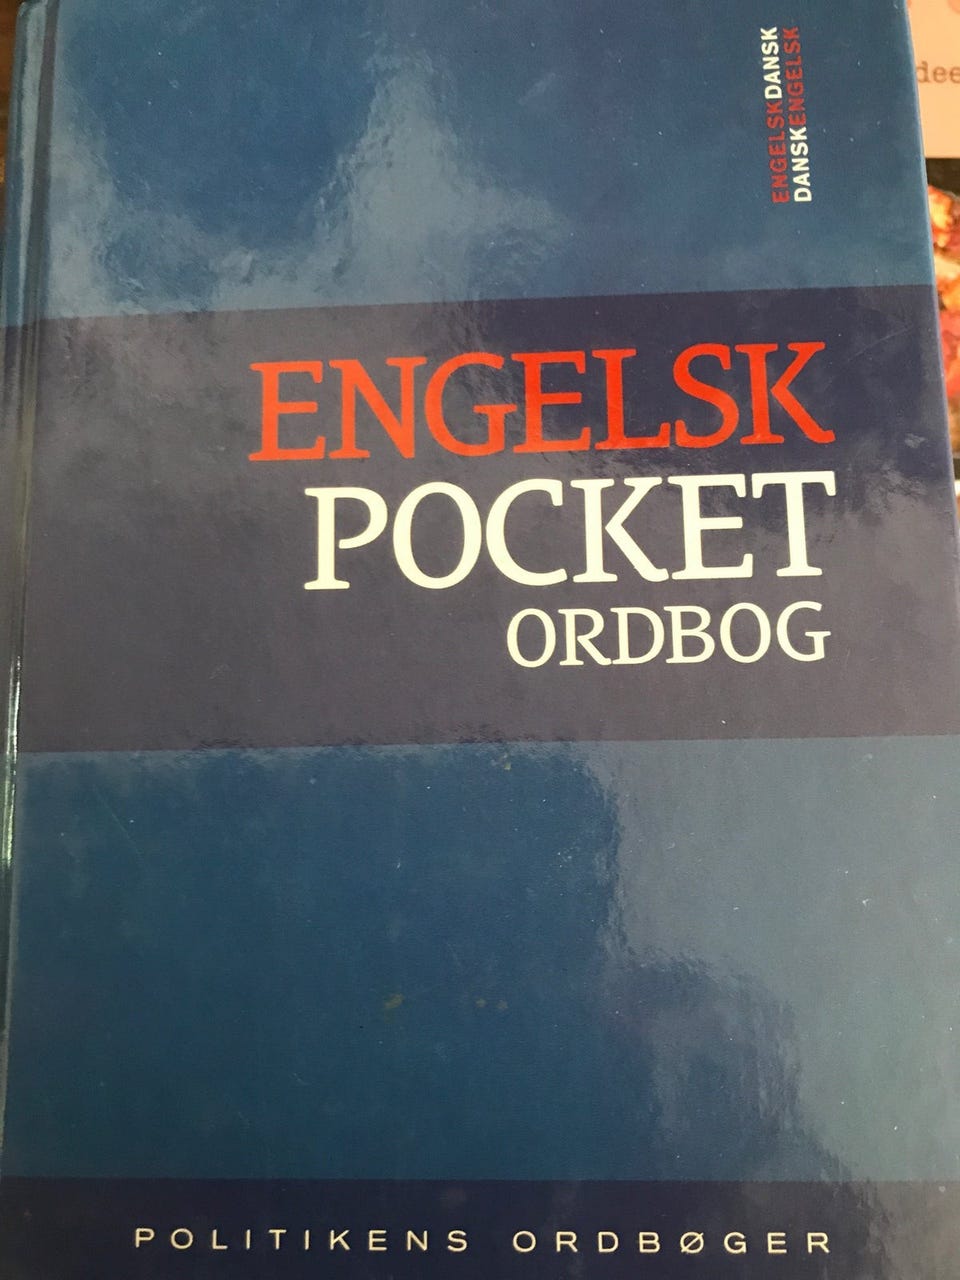 ENGELSKDANSK
DANSKENGELSK
ENGELSK
POCKET
ORDBOG
POLITIKENS ORDBØGER